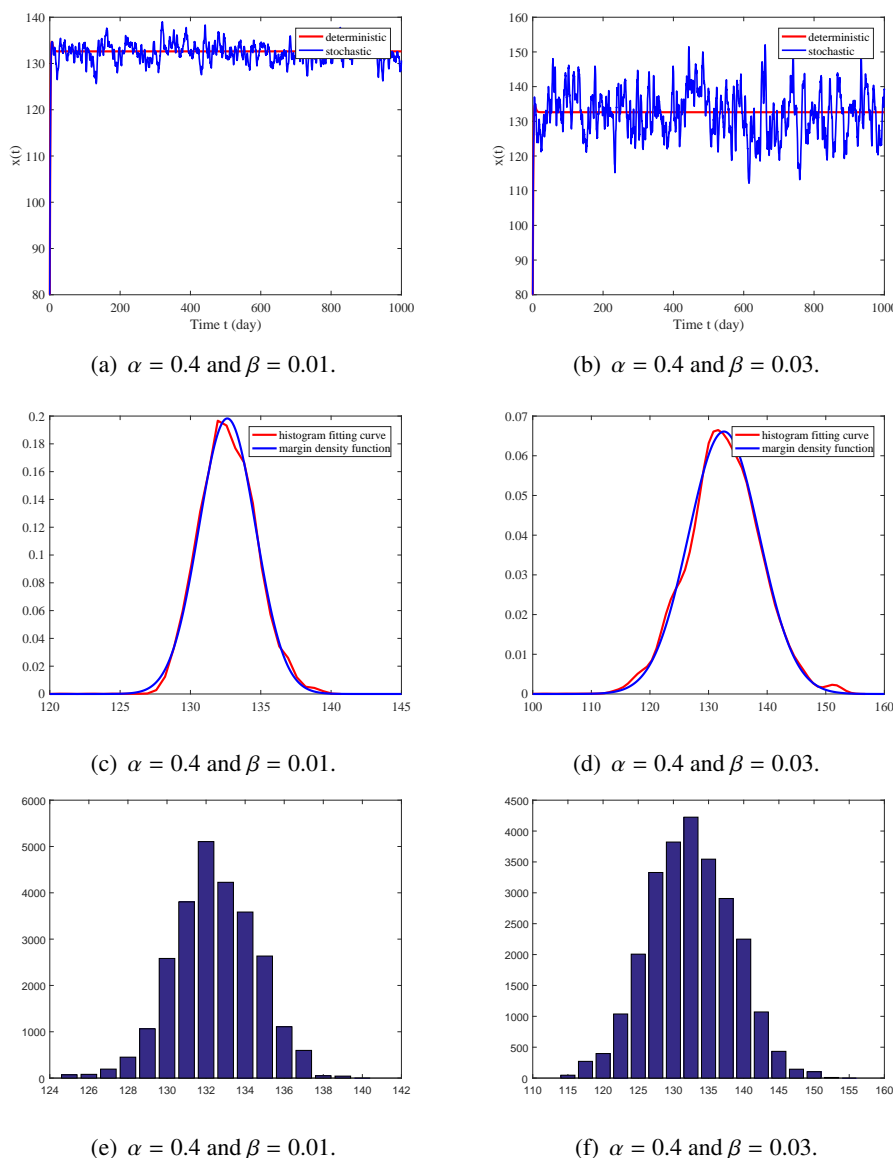 140
130
120
110
100
90
80
x(t)
0 200 400 600 800 1000
Time t (day)
deterministic
stochastic
(a) α = 0.4 and β = 0.01.
160
150
140
130
120
110
100
90
80
x(t)
0 200 400 600 800 1000
Time t (day)
deterministic
stochastic
(b) α = 0.4 and β = 0.03.
0.2
0.18
0.16
0.14
0.12
0.1
0.08
0.06
0.04
0.02
0
120 125 130 135 140 145
histogram fitting curve
margin density function
(c) α = 0.4 and β = 0.01.
0.07
0.06
0.05
0.04
0.03
0.02
0.01
0
100 110 120 130 140 150 160
histogram fitting curve
margin density function
(d) α = 0.4 and β = 0.03.
6000
5000
4000
3000
2000
1000
0
124 126 128 130 132 134 136 138 140 142
(e) α = 0.4 and β = 0.01.
4500
4000
3500
3000
2500
2000
1500
1000
500
0
110 115 120 125 130 135 140 145 150 155 160
(f) α = 0.4 and β = 0.03.